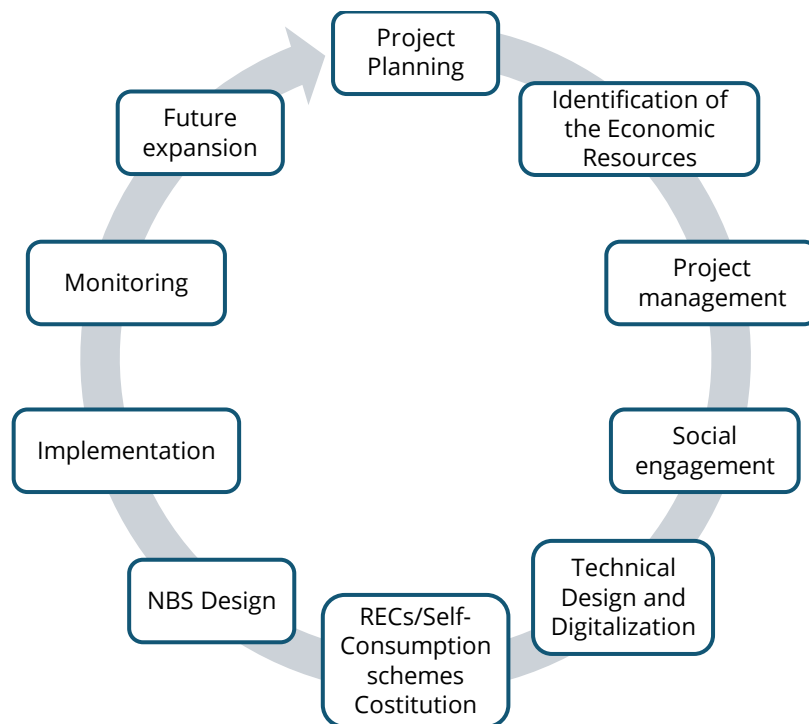 Project
Planning
Identification of
the Economic
Resources
Project
management
Social
engagement
Technical
Design and
Digitalization
RECs/Self-
Consumption
schemes
Costitution
NBS Design
Implementation
Monitoring
Future
expansion